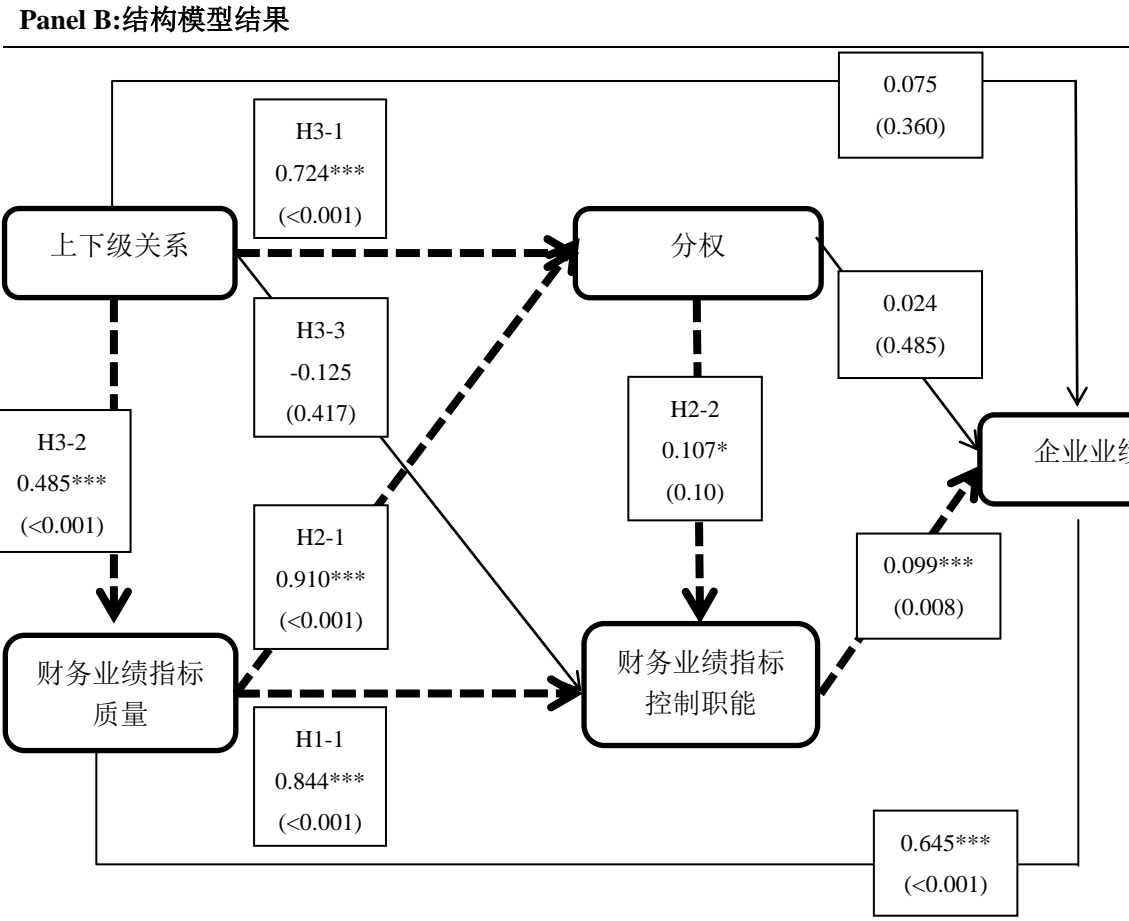 Panel B:结构模型结果
0.075
(0.360)
H3-1
0.724***
(<0.001)
上下级关系
分权
H3-3
-0.125
(0.417)
0.024
(0.485)
H3-2
0.485***
(<0.001)
H2-2
0.107*
(0.10)
企业业绩
H2-1
0.910***
(<0.001)
0.099***
(0.008)
财务业绩指标
质量
财务业绩指标
控制职能
H1-1
0.844***
(<0.001)
0.645***
(<0.001)